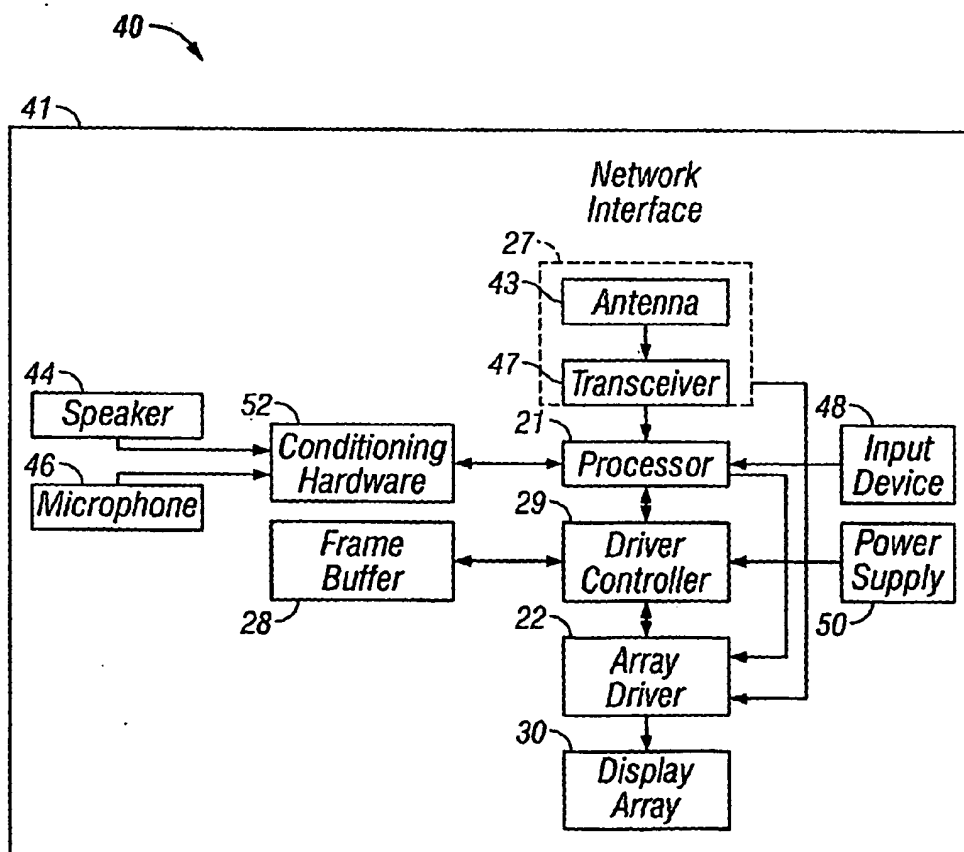 40
41
Network
Interface
27
43
Antenna
47
Transceiver
44
Speaker
52
Conditioning
Hardware
21
Processor
48
Input
Device
46
Microphone
29
Driver
Controller
Frame
Buffer
28
Power
Supply
50
22
Array
Driver
30
Display
Array